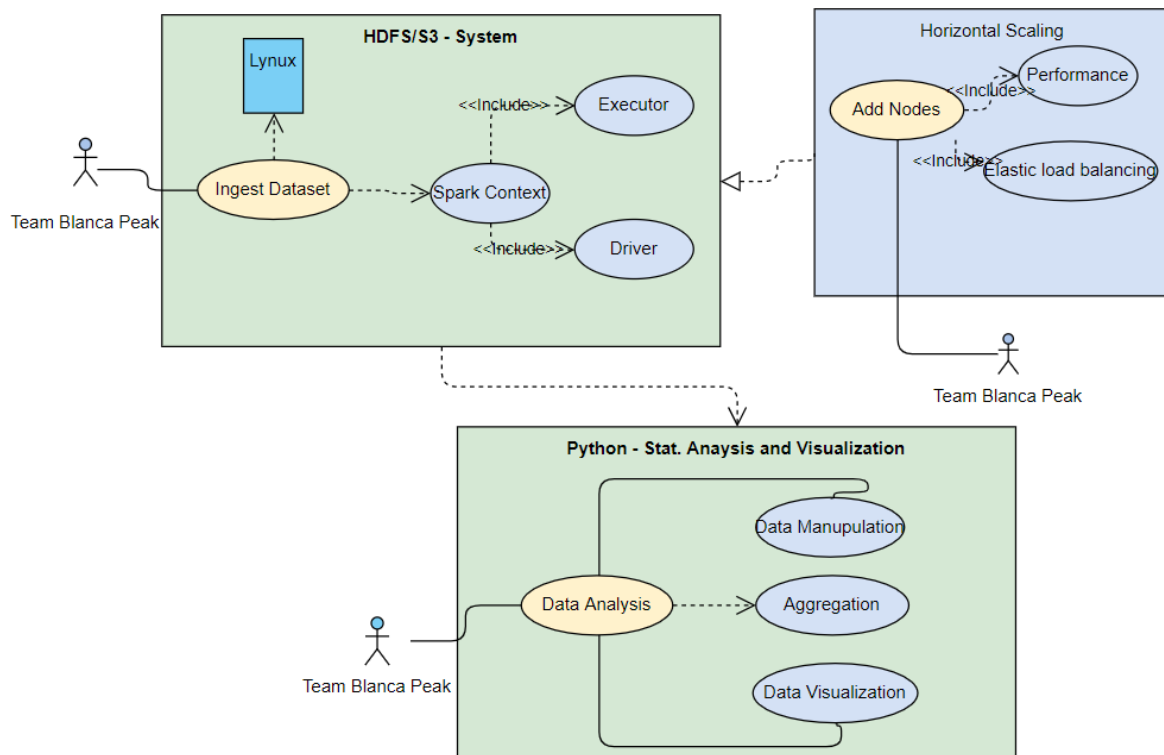 HDFS/S3 - System
Lynux
<<Include>>
Executor
Ingest Dataset
Spark Context
<<Include>>
Driver
Team Blanca Peak
Horizontal Scaling
Performance
<<Include>>
Add Nodes
<<Include>>
Elastic load balancing
Team Blanca Peak
Python - Stat. Anaysis and Visualization
Data Manupulation
Data Analysis
Aggregation
Data Visualization
Team Blanca Peak